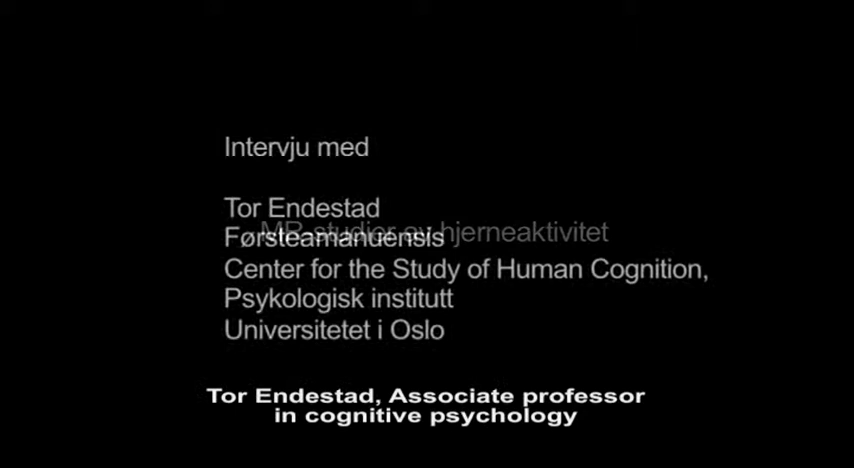 Intervju med
Tor Endestad
MR-studier av hjerneaktivitet
Førsteamanuensis
Center for the Study of Human Cognition,
Psykologisk institutt
Universitetet i Oslo
Tor Endestad, Associate professor
in cognitive psychology